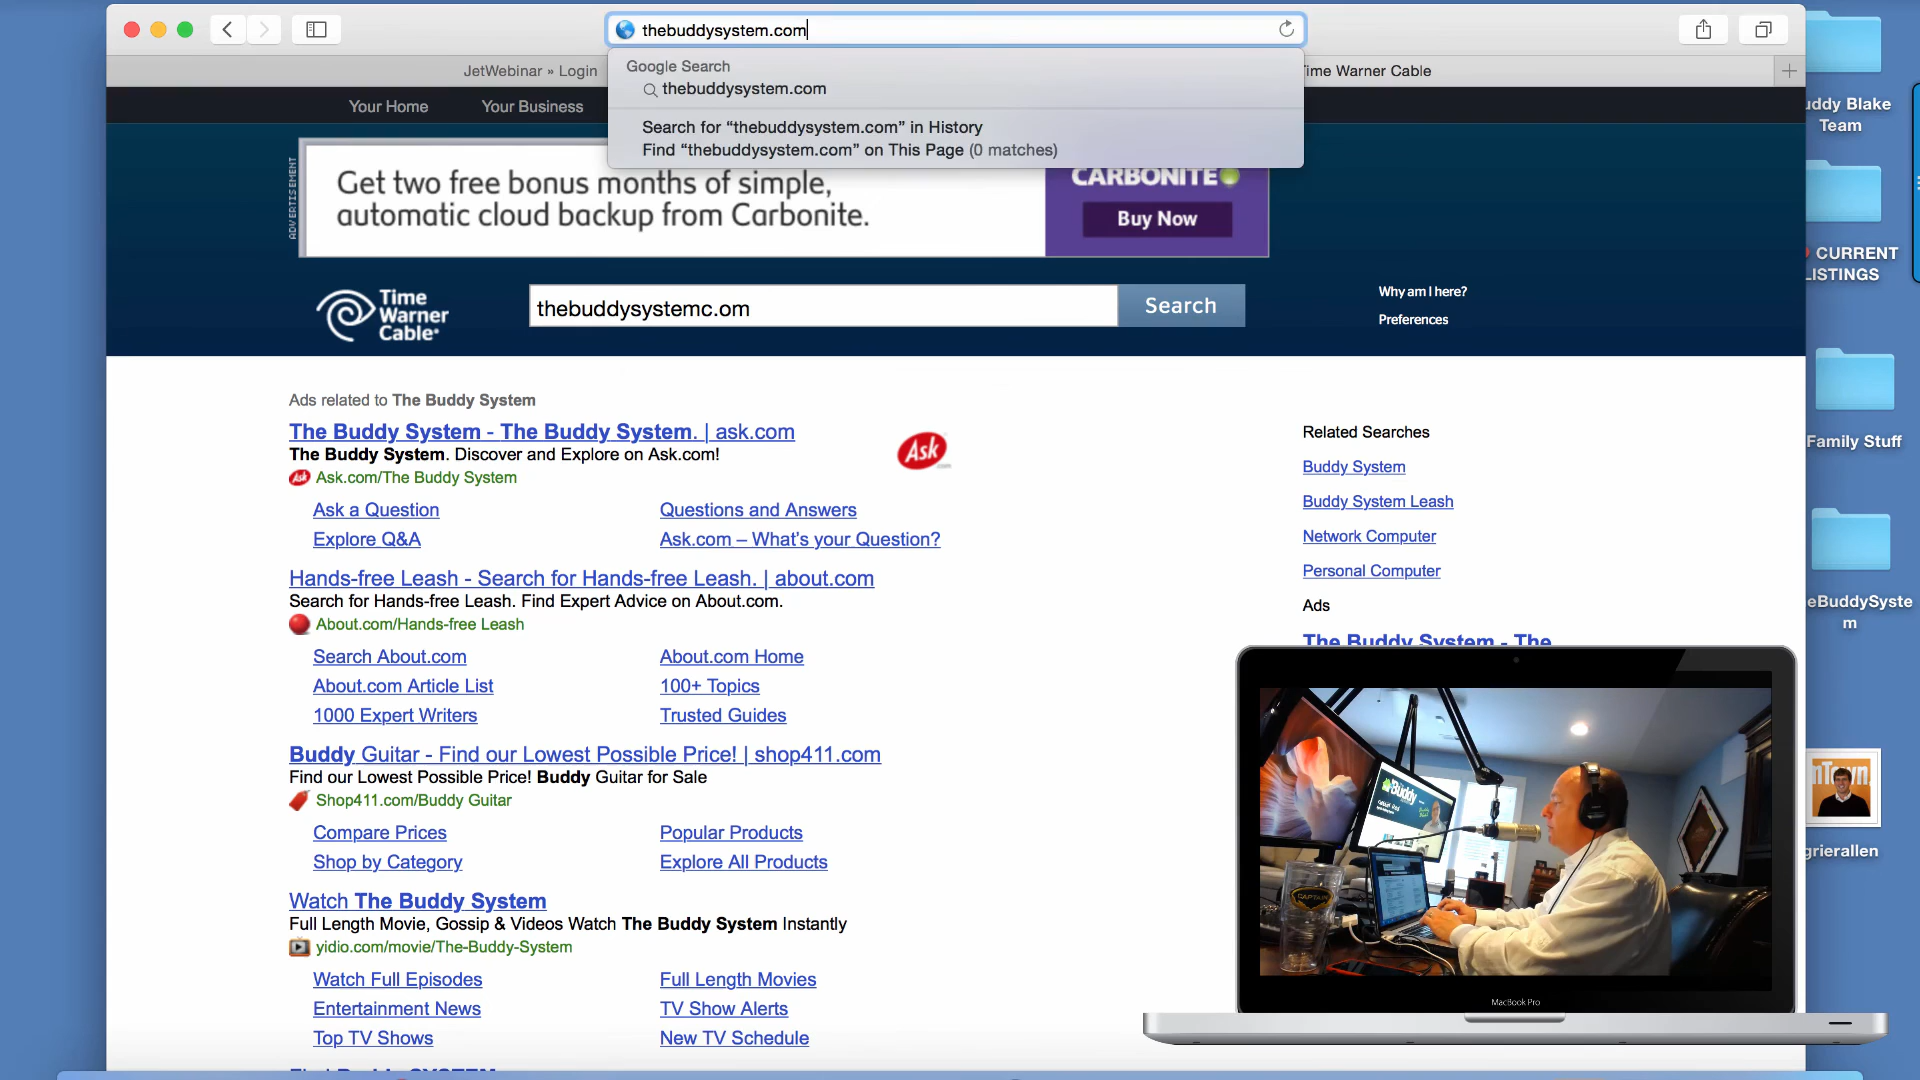 thebuddysystem.com
Google Search
thebuddysystem.com
Search for “thebuddysystem.com” in History
Find “thebuddysystem.com” on This Page (0 matches)
JetWebinar » Login
Time Warner Cable
Your Home
Your Business
ADVERTISEMENT
Get two free bonus months of simple,
automatic cloud backup from Carbonite.
CARBONITE
Buy Now
Time
Warner
Cable
thebuddysystemc.om
Search
Why am I here?
Preferences
Ads related to The Buddy System
The Buddy System - The Buddy System. | ask.com
The Buddy System. Discover and Explore on Ask.com!
Ask Ask.com/The Buddy System
Ask
Ask a Question
Questions and Answers
Explore Q&A
Ask.com – What’s your Question?
Hands-free Leash - Search for Hands-free Leash. | about.com
Search for Hands-free Leash. Find Expert Advice on About.com.
About.com/Hands-free Leash
Search About.com
About.com Home
About.com Article List
100+ Topics
1000 Expert Writers
Trusted Guides
Buddy Guitar - Find our Lowest Possible Price! | shop411.com
Find our Lowest Possible Price! Buddy Guitar for Sale
Shop411.com/Buddy Guitar
Compare Prices
Popular Products
Shop by Category
Explore All Products
Watch The Buddy System
Full Length Movie, Gossip & Videos Watch The Buddy System Instantly
yidio.com/movie/The-Buddy-System
Watch Full Episodes
Full Length Movies
Entertainment News
TV Show Alerts
Top TV Shows
New TV Schedule
Related Searches
Buddy System
Buddy System Leash
Network Computer
Personal Computer
Ads
The Buddy System - The
uddy Blake
Team
CURRENT
LISTINGS
Family Stuff
eBuddySyste
m
nTown
grierallen
Buddy
CAPTAIN
MacBook Pro